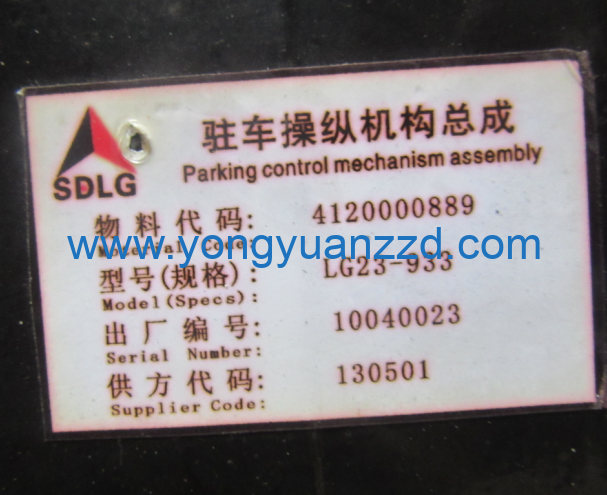 驻车操纵机构总成
Parking control mechanism assembly
SDLG
物料代码: 4120000889
Material Code:
www.yongyuanzzd.com
型号(规格): LG23-933
Model(Specs):
出厂编号: 10040023
Serial Number:
供方代码: 130501
Supplier Code: